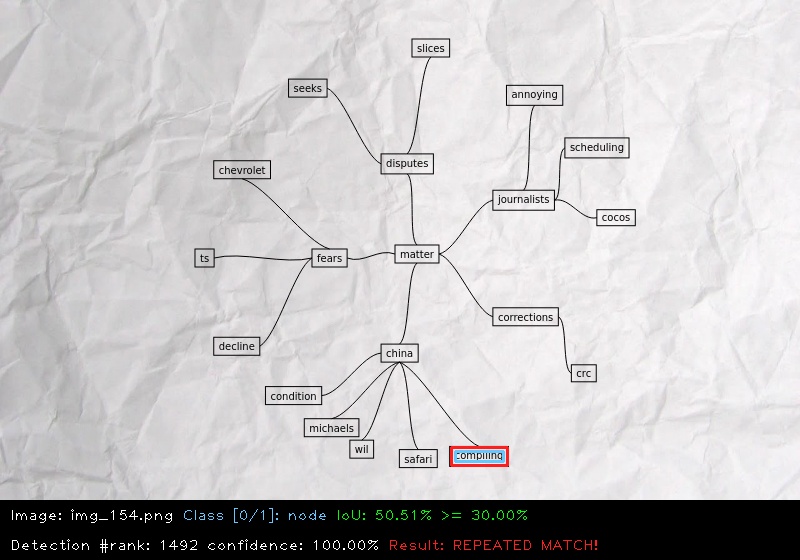 slices
seeks
annoying
scheduling
disputes
chevrolet
journalists
cocos
matter
ts
fears
corrections
decline
china
crc
condition
michaels
wil
safari
compiling
Image: img_154.png Class [0/1]: node IoU: 50.51% >= 30.00%
Detection #rank: 1492 confidence: 100.00% Result: REPEATED MATCH!